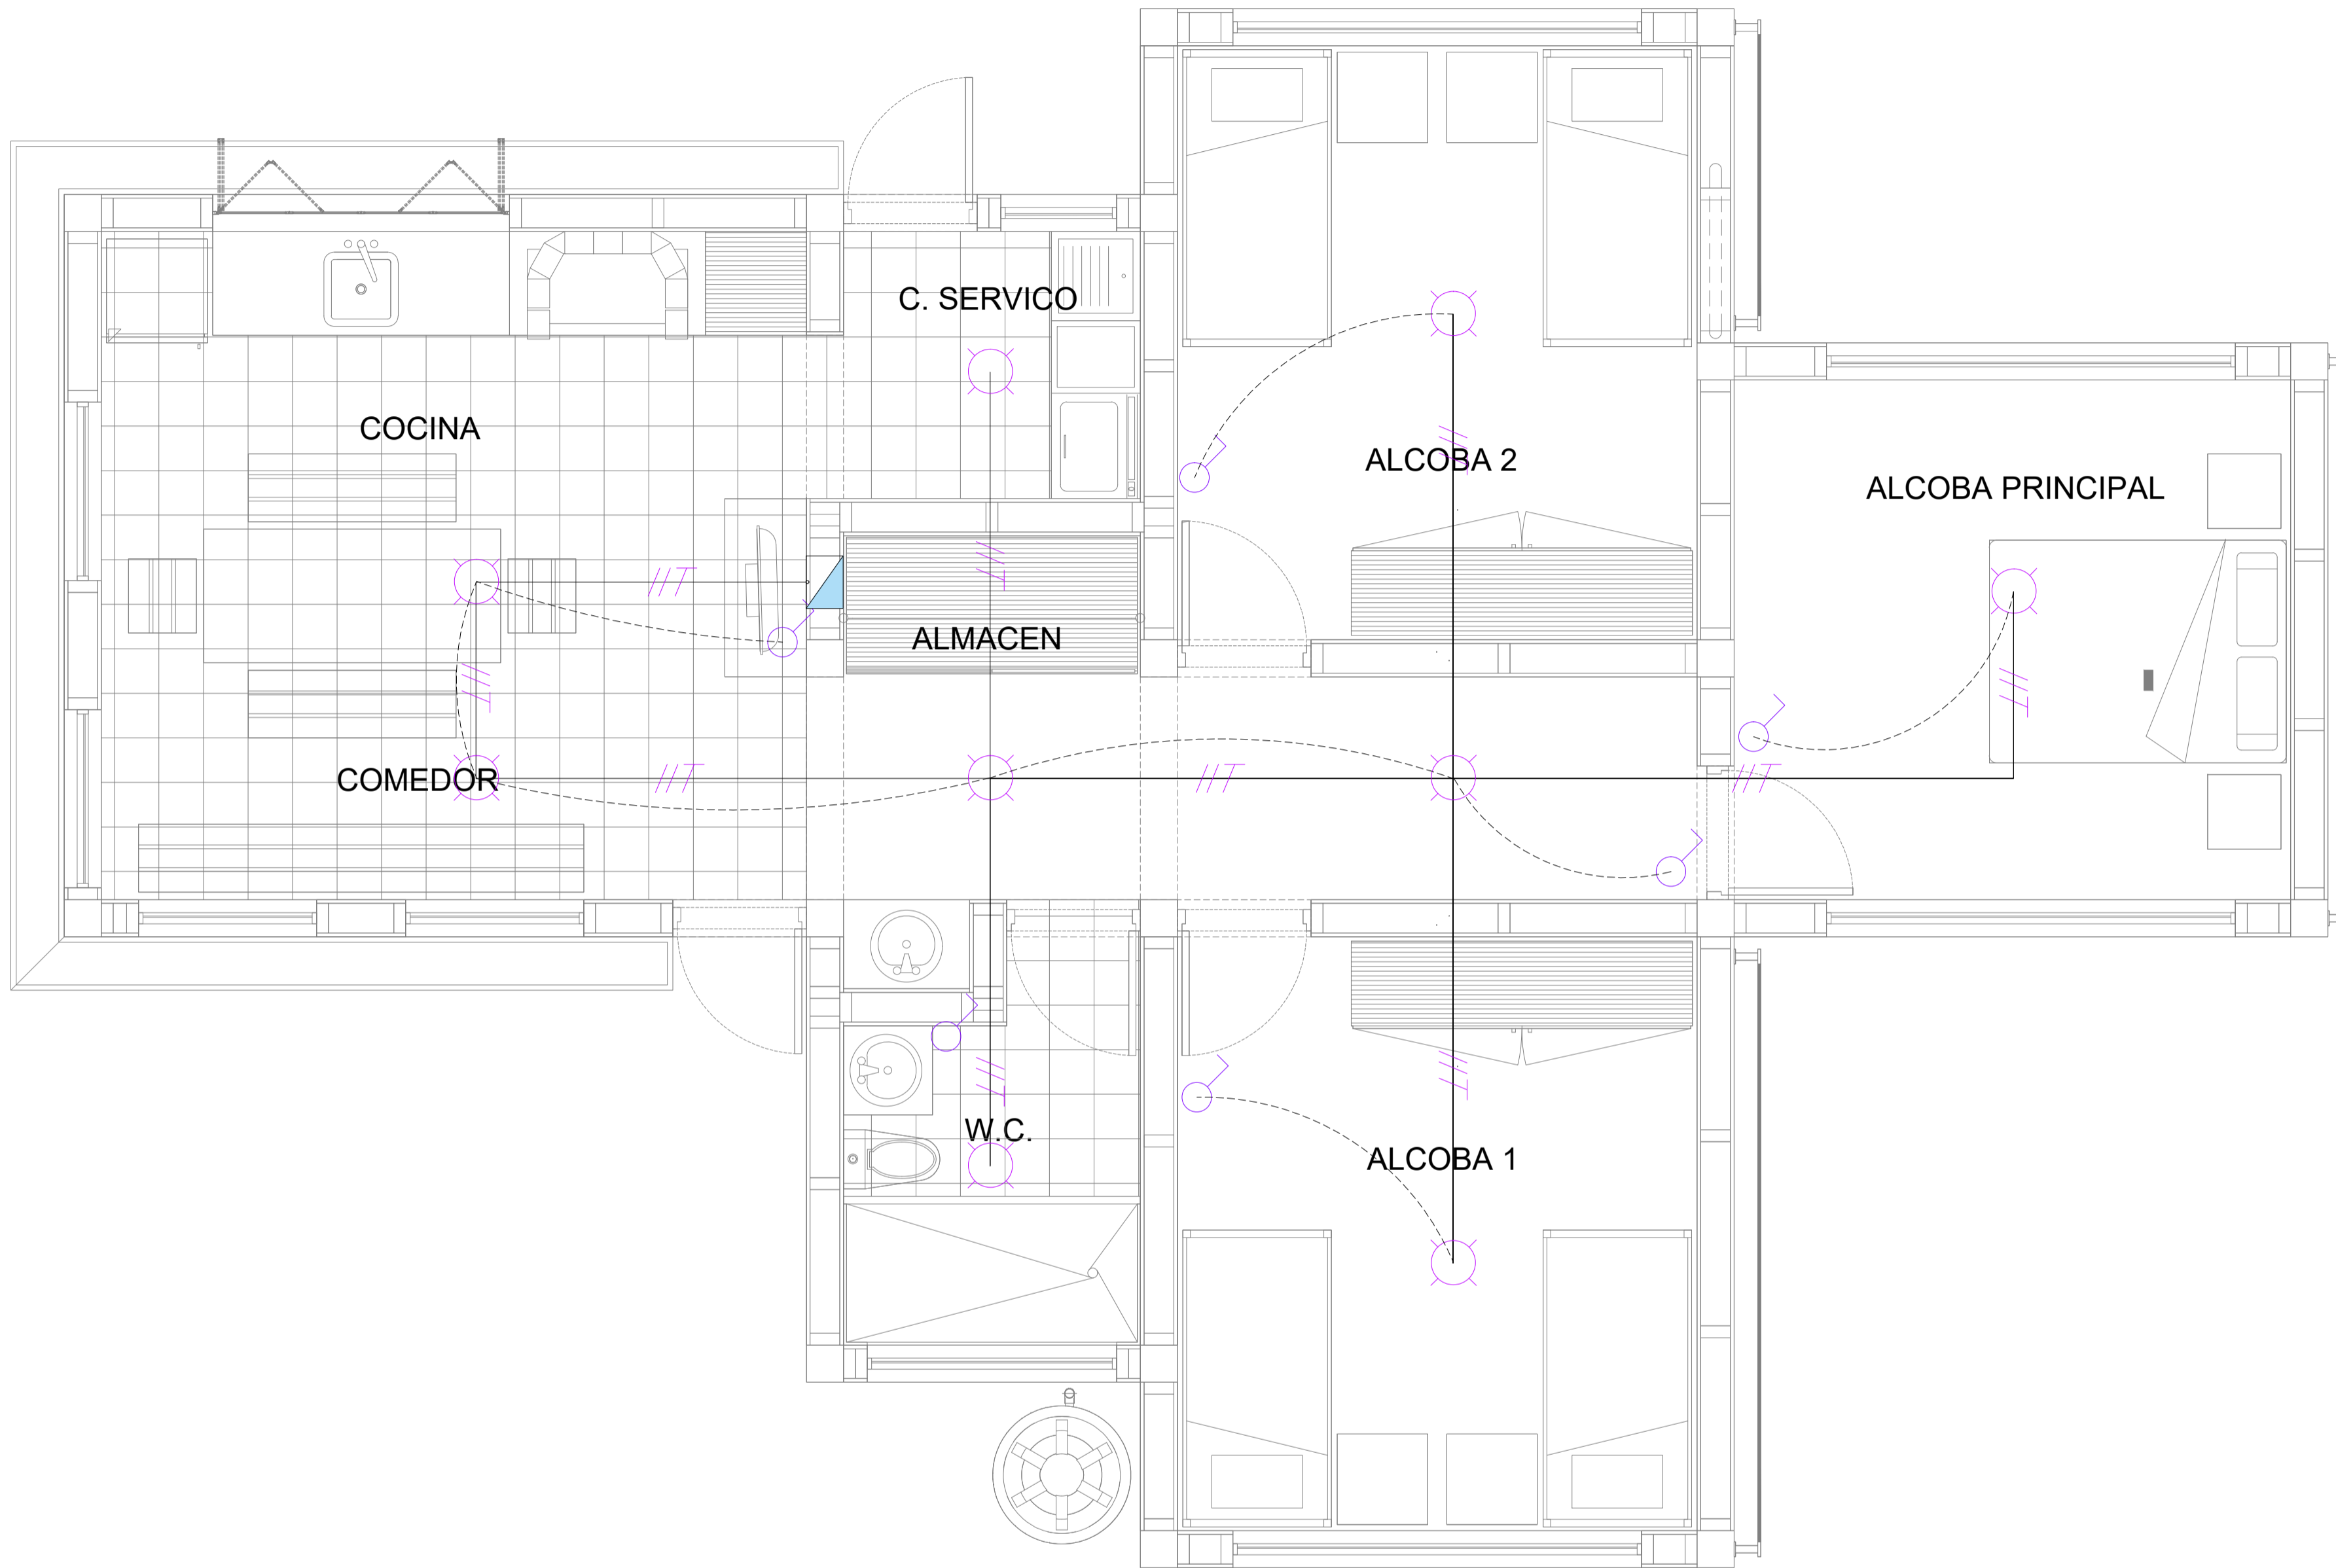 C. SERVICO
COCINA
ALCOBA 2
ALCOBA PRINCIPAL
ALMACEN
COMEDOR
W.C.
ALCOBA 1